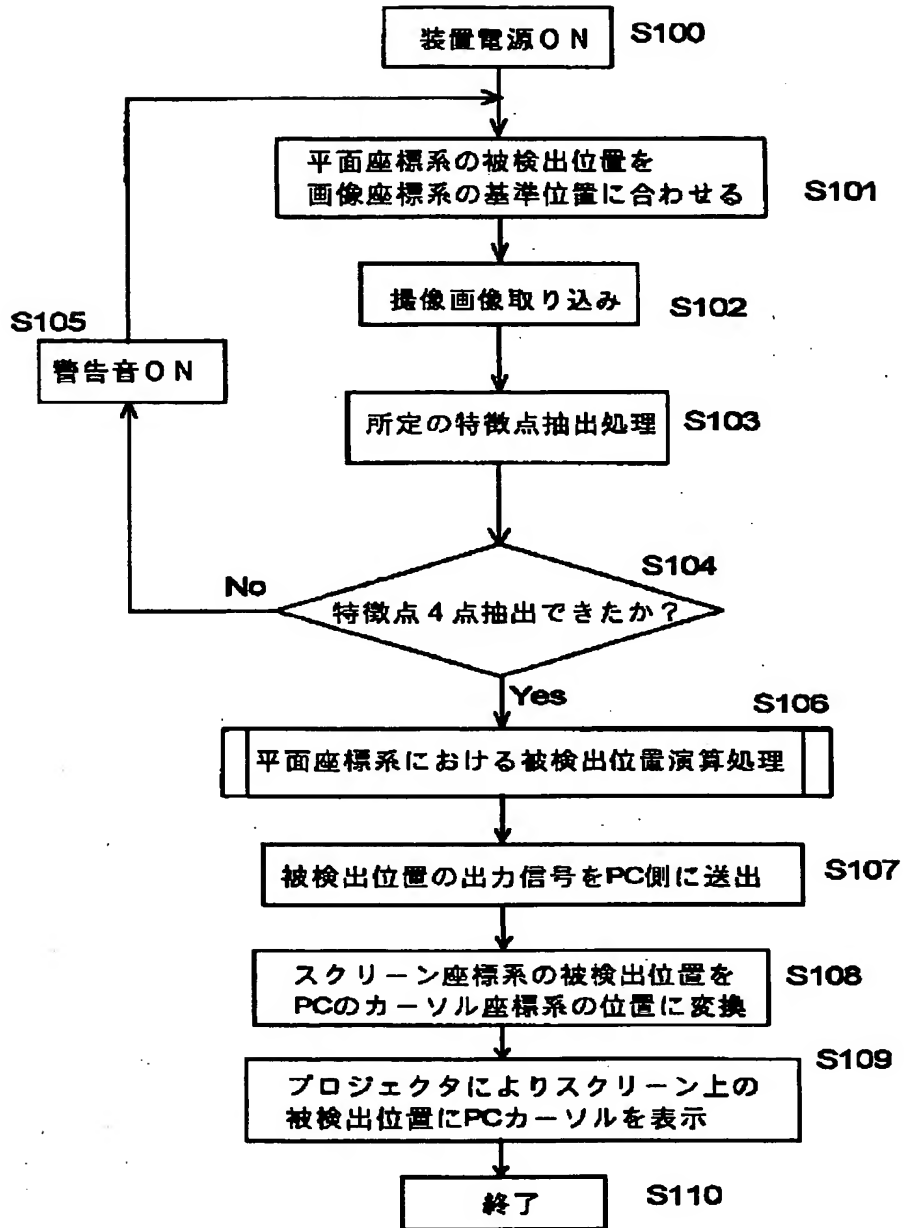 装置電源ON
S100
平面座標系の被検出位置を
画像座標系の基準位置に合わせる
S101
撮像画像取り込み
S102
S105
警告音ON
所定の特徴点抽出処理
S103
S104
No
特徴点4点抽出できたか?
Yes
S106
平面座標系における被検出位置演算処理
被検出位置の出力信号をPC側に送出
S107
スクリーン座標系の被検出位置を
PCのカーソル座標系の位置に変換
S108
S109
プロジェクタによりスクリーン上の
被検出位置にPCカーソルを表示
終了
S110